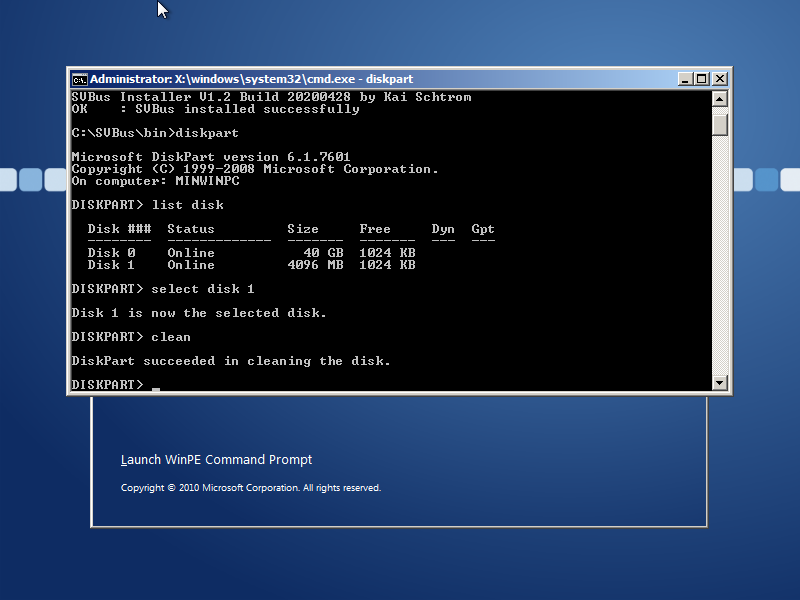 Administrator: X:\windows\system32\cmd.exe - diskpart
SVBus Installer V1.2 Build 20200428 by Kai Schtrom
OK    : SVBus installed successfully
C:\SVBus\bin>diskpart
Microsoft DiskPart version 6.1.7601
Copyright (C) 1999-2008 Microsoft Corporation.
On computer: MINWINPC
DISKPART> list disk
  Disk ###  Status         Size     Free     Dyn  Gpt
  --------  -------------  -------  -------  ---  ---
  Disk 0    Online           40 GB  1024 KB
  Disk 1    Online         4096 MB  1024 KB
DISKPART> select disk 1
Disk 1 is now the selected disk.
DISKPART> clean
DiskPart succeeded in cleaning the disk.
DISKPART> _
Launch WinPE Command Prompt
Copyright © 2010 Microsoft Corporation. All rights reserved.